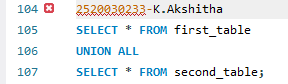 104 2520030233-K.Akshitha
105 SELECT * FROM first_table
106 UNION ALL
107 SELECT * FROM second_table;